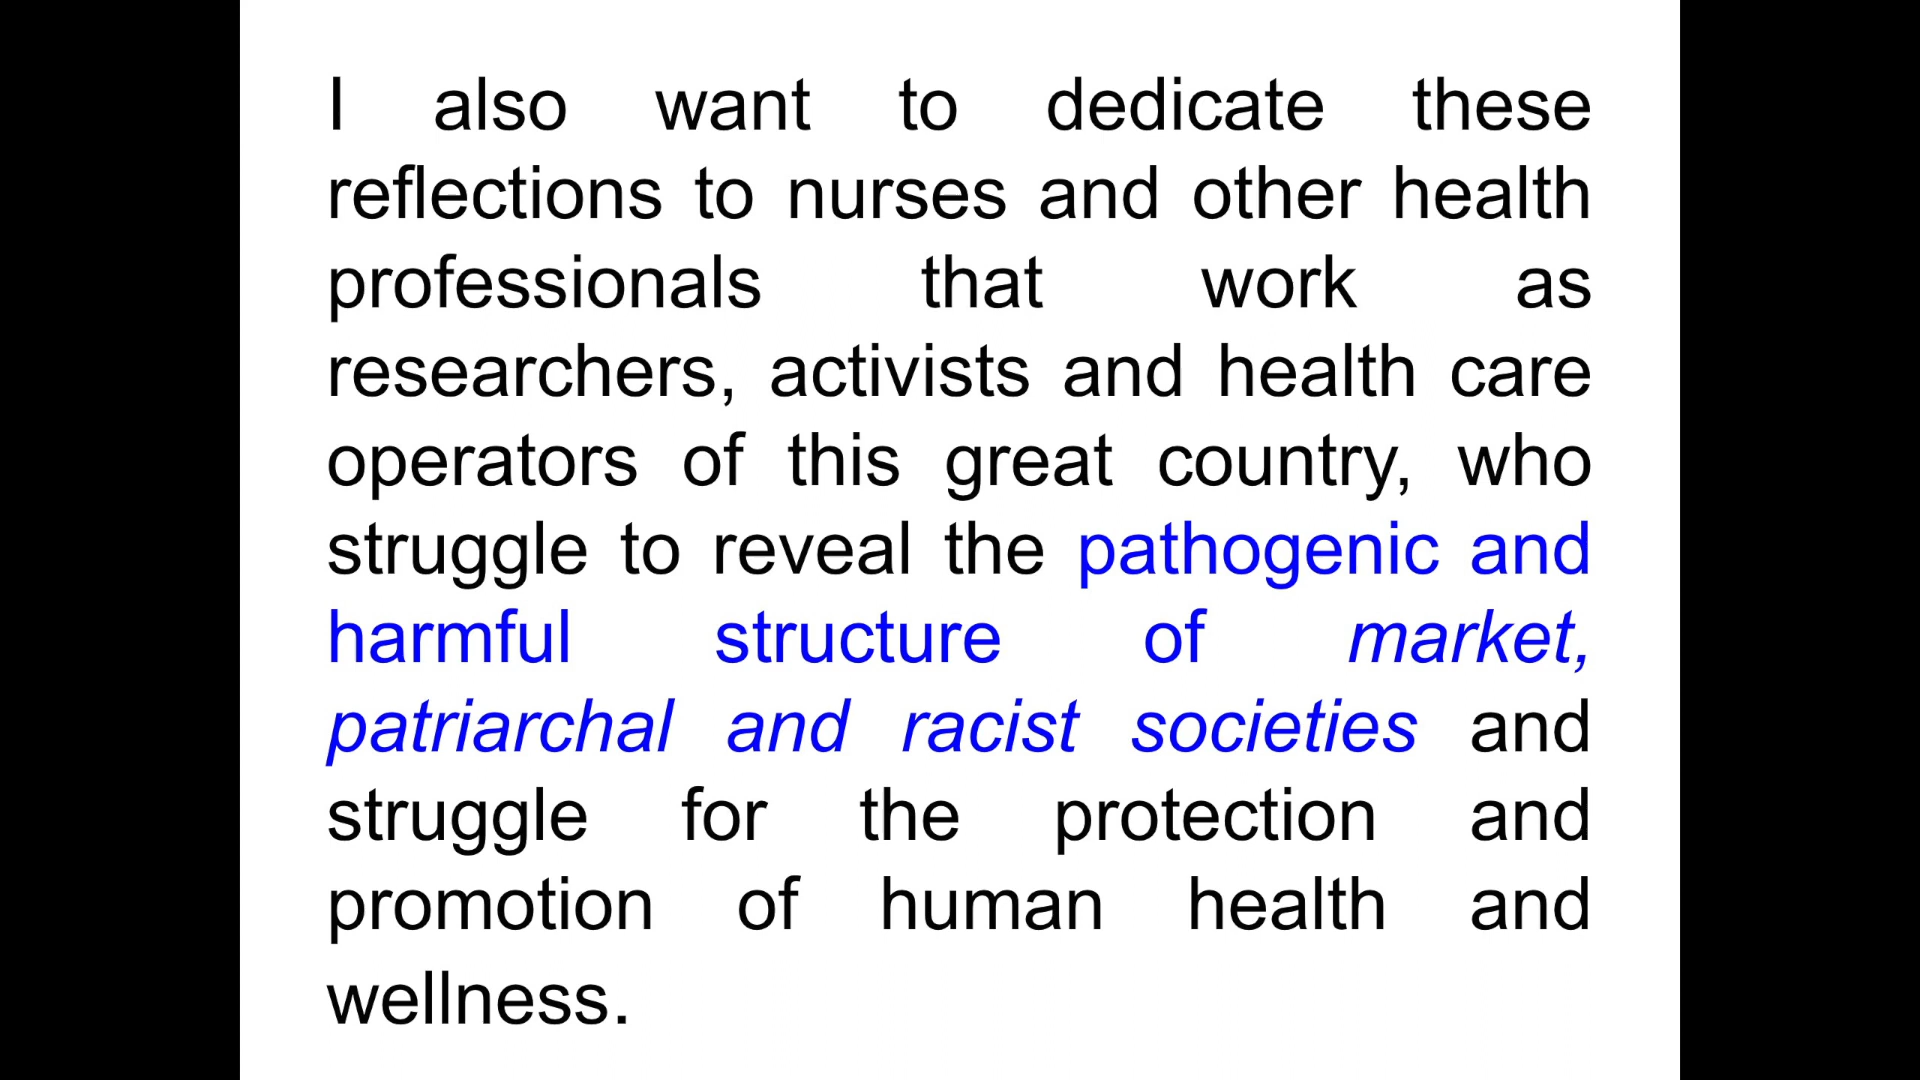 I also want to dedicate these
reflections to nurses and other health
professionals that work as
researchers, activists and health care
operators of this great country, who
struggle to reveal the pathogenic and
harmful structure of market,
patriarchal and racist societies and
struggle for the protection and
promotion of human health and
wellness.